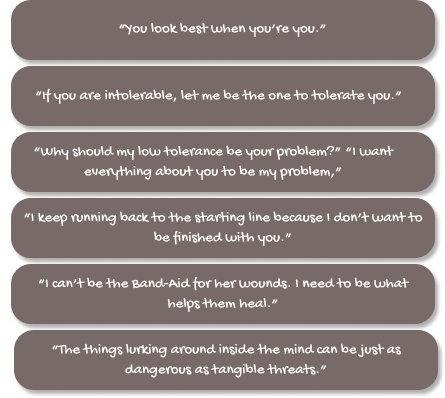 "You look best when you're you."
"If you are intolerable, let me be the one to tolerate you."
"Why should my low tolerance be your problem?" "I want
everything about you to be my problem,"
"I keep running back to the starting line because I don't want to
be finished with you."
"I can't be the Band-Aid for her wounds. I need to be what
helps them heal."
"The things lurking around inside the mind can be just as
dangerous as tangible threats."